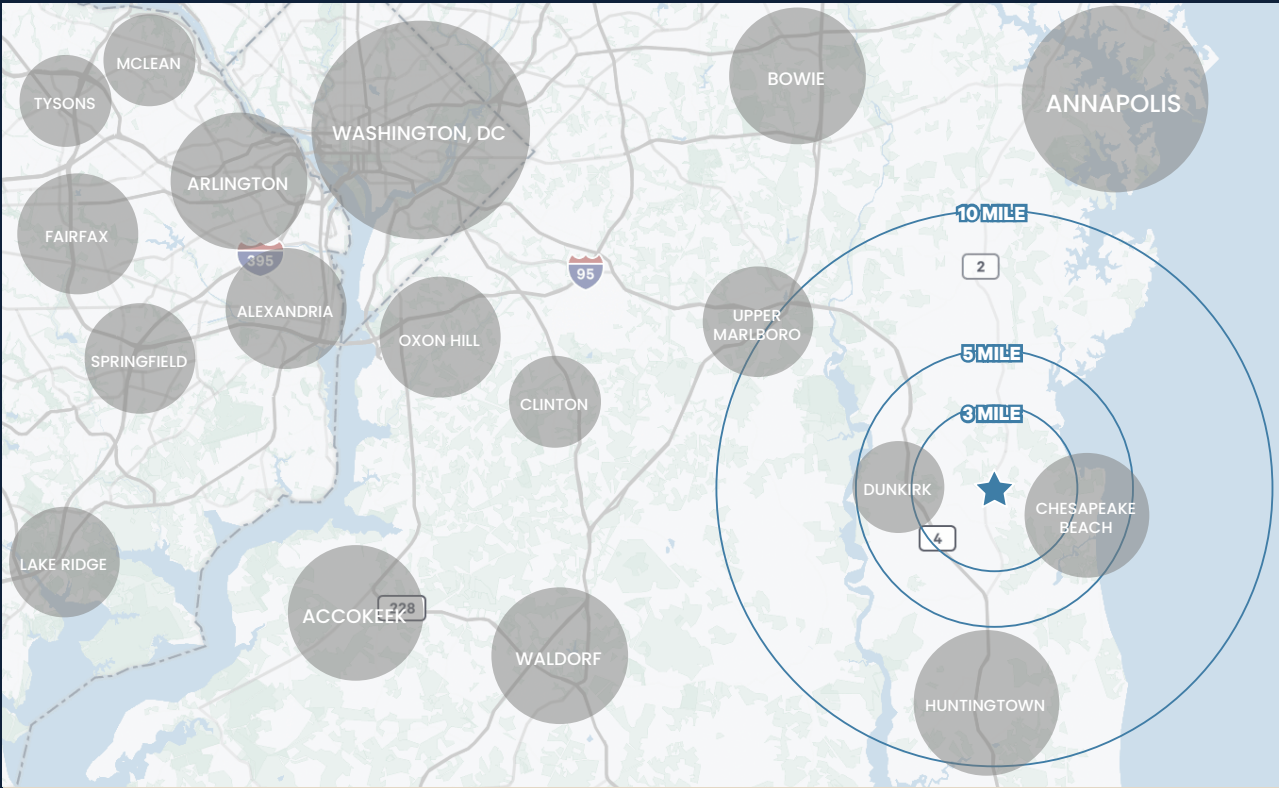 MCLEAN
TYSONS
WASHINGTON, DC
BOWIE
ANNAPOLIS
ARLINGTON
FAIRFAX
395
95
10 MILE
2
ALEXANDRIA
OXON HILL
UPPER
MARLBORO
SPRINGFIELD
5 MILE
CLINTON
3 MILE
DUNKIRK
CHESAPEAKE
BEACH
4
LAKE RIDGE
ACCOKEEK
228
WALDORF
HUNTINGTOWN